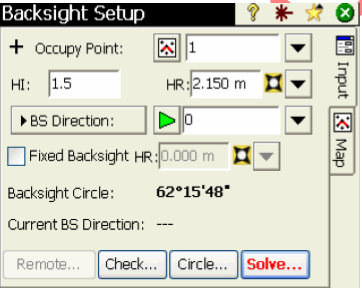 Backsight Setup
Occupy Point: 1
HI: 1.5 HR: 2.150 m
BS Direction: 0
Fixed Backsight HR: 0.000 m
Backsight Circle: 62°15'48"
Current BS Direction: ---
Remote... Check... Circle... Solve...
Input
Map